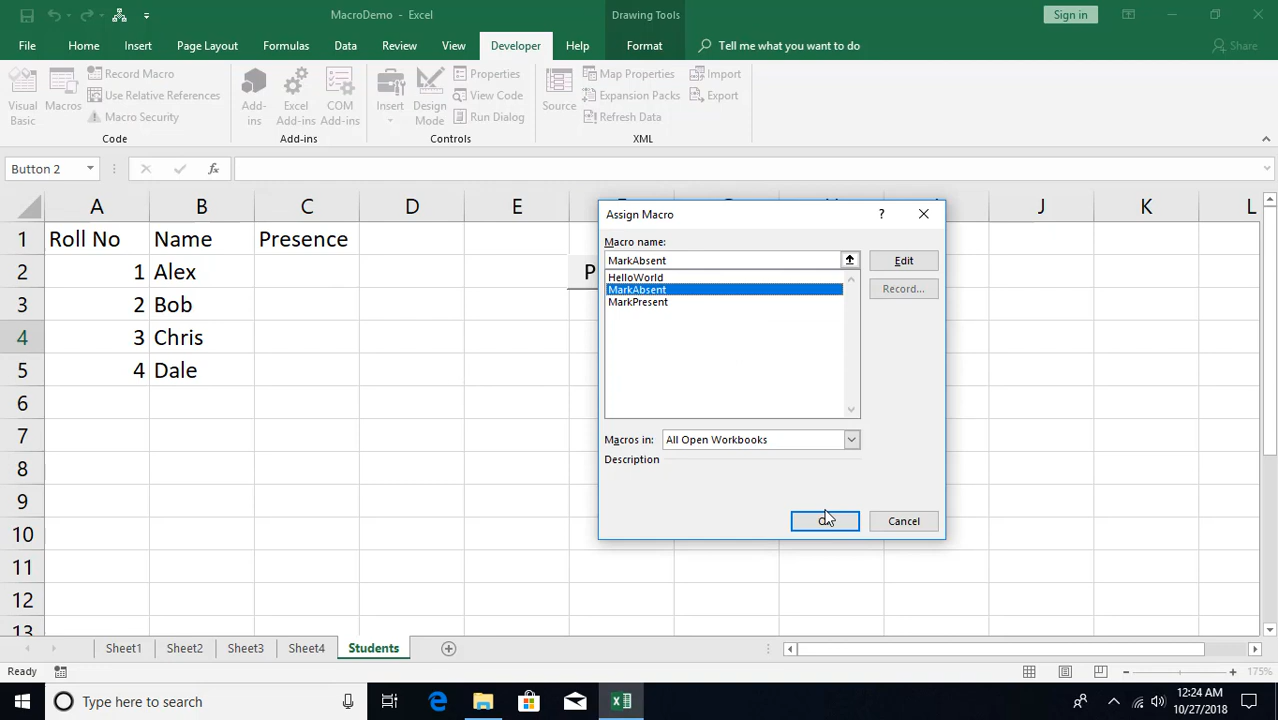 MacroDemo - Excel
Drawing Tools
Sign in
File
Home
Insert
Page Layout
Formulas
Data
Review
View
Developer
Help
Format
Tell me what you want to do
Share
Visual Basic
Macros
Record Macro
Use Relative References
Macro Security
Code
Add-ins
Excel Add-ins
COM Add-ins
Add-ins
Insert
Design Mode
Properties
View Code
Run Dialog
Controls
Source
Map Properties
Expansion Packs
Refresh Data
Import
Export
XML
Button 2
fx
A B C D E J K L
1 Roll No Name Presence
2 1 Alex
3 2 Bob
4 3 Chris
5 4 Dale
6
7
8
9
10
11
12
13
P
Assign Macro
?
Macro name:
MarkAbsent
Edit
HelloWorld
MarkAbsent
MarkPresent
Record...
Macros in: All Open Workbooks
Description
Cancel
Sheet1 Sheet2 Sheet3 Sheet4 Students
Ready
175%
Type here to search
12:24 AM
10/27/2018